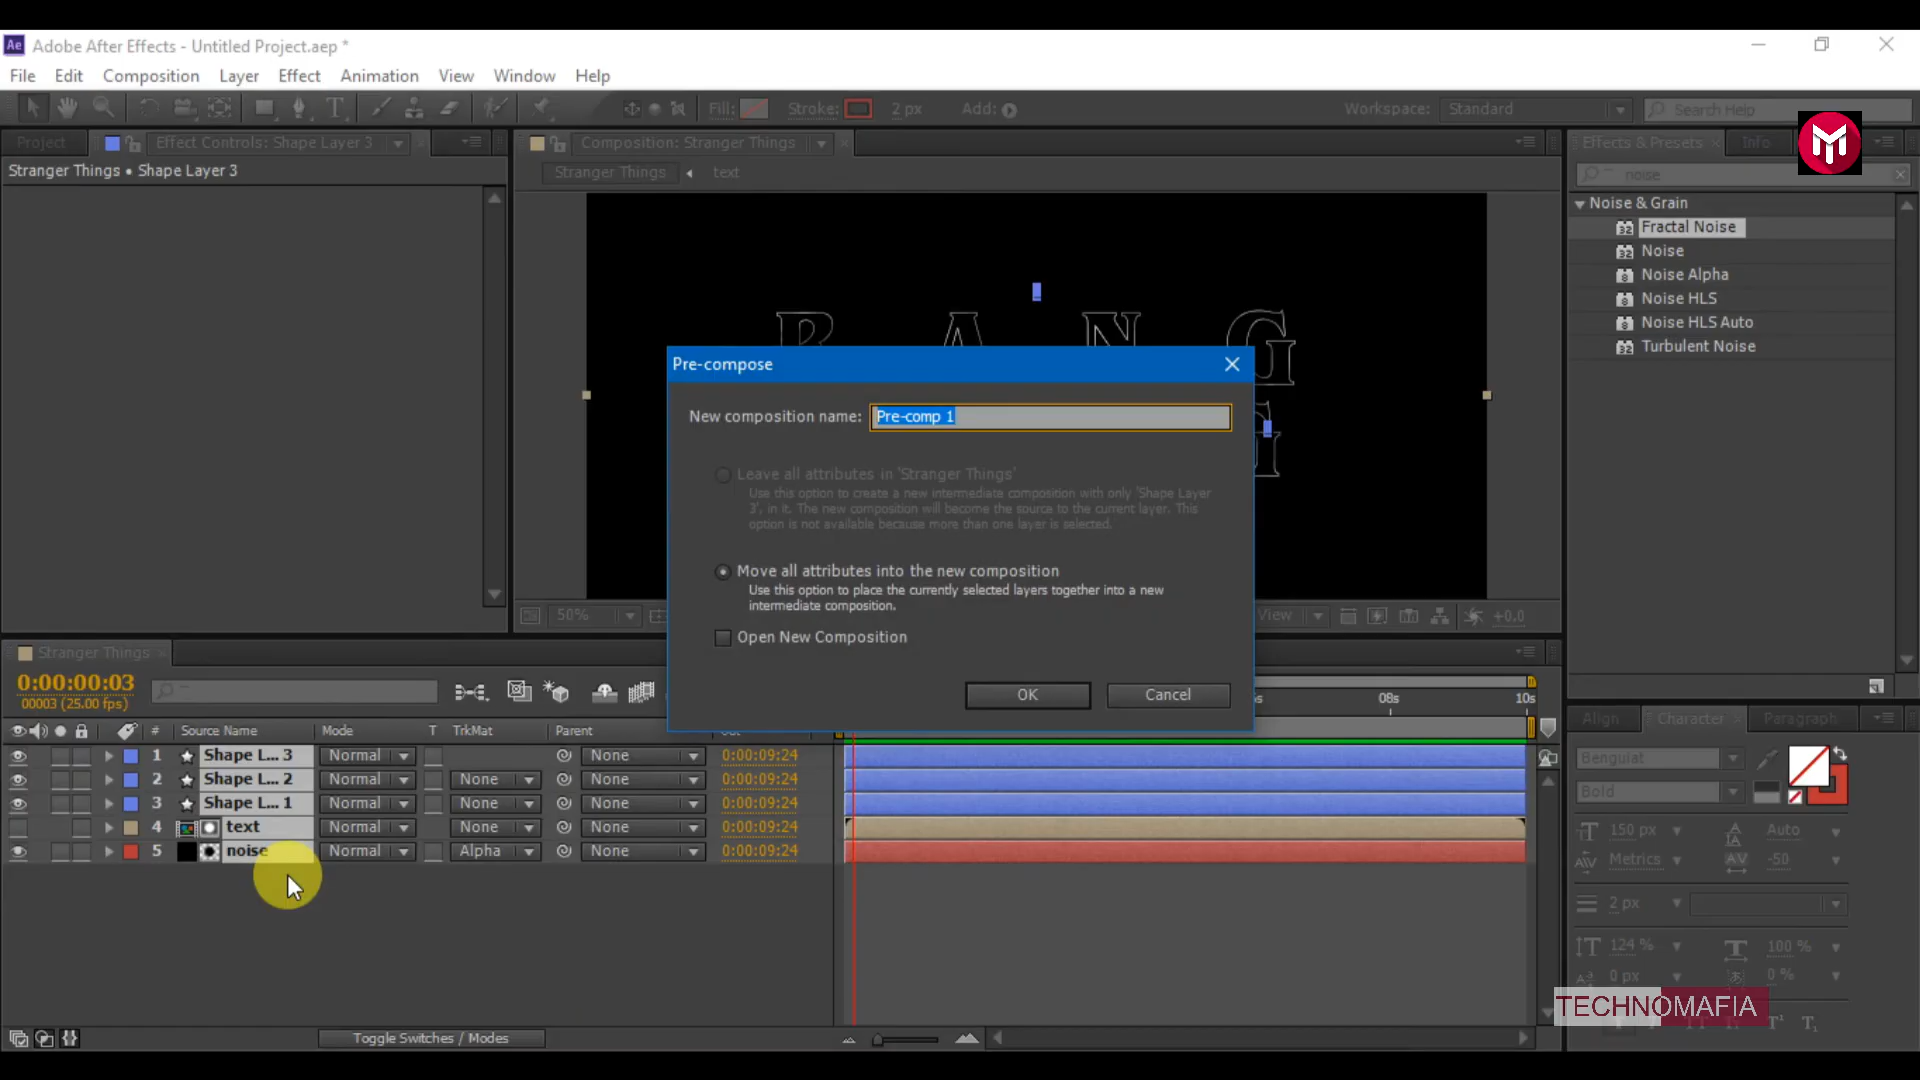 Ae Adobe After Effects - Untitled Project.aep *
File Edit Composition Layer Effect Animation View Window Help
Fill: Stroke: 2 px Add: Workspace: Standard Search Help
Project Effect Controls: Shape Layer 3 Composition: Stranger Things Effects & Presets Info
Stranger Things • Shape Layer 3 Stranger Things text noise
Noise & Grain
Fractal Noise
Noise
Noise Alpha
Noise HLS
Noise HLS Auto
Turbulent Noise
R A N G
Pre-compose
New composition name: Pre-comp 1
Leave all attributes in 'Stranger Things'
Use this option to create a new intermediate composition with only 'Shape Layer
3', in it. The new composition will become the source to the current layer. This
option is not available because more than one layer is selected.
Move all attributes into the new composition
Use this option to place the currently selected layers together into a new
intermediate composition.
Open New Composition
OK Cancel
50% View +0.0
Stranger Things
0:00:00:03
00003 (25.00 fps)
08s 10s
# Source Name Mode T TrkMat Parent
1 Shape L... 3 Normal None 0:00:09:24
2 Shape L... 2 Normal None None 0:00:09:24
3 Shape L... 1 Normal None None 0:00:09:24
4 text Normal None None 0:00:09:24
5 noise Normal Alpha None 0:00:09:24
Toggle Switches / Modes
Align Character Paragraph
Benguiat
Bold
150 px Auto
Metrics -50
2 px
124 % 100 %
0 px 0 %
TECHNOMAFIA